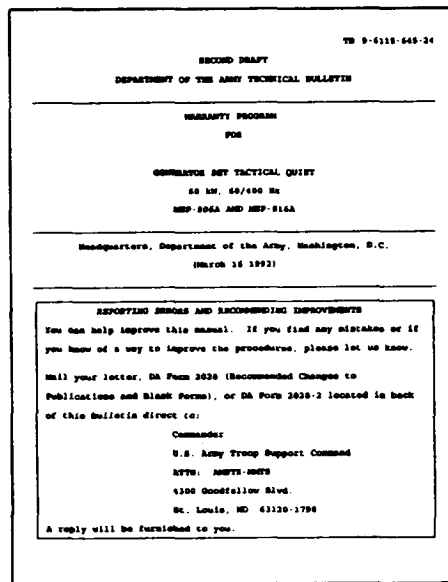 TB 9-6115-645-24
SECOND DRAFT
DEPARTMENT OF THE ARMY TECHNICAL BULLETIN
WARRANTY PROGRAM
FOR
GENERATOR SET TACTICAL QUIET
60 kW, 60/400 Hz
MEP-806A AND MEP-816A
Headquarters, Department of the Army, Washington, D.C.
(March 16 1992)
REPORTING ERRORS AND RECOMMENDING IMPROVEMENTS
You can help improve this manual. If you find any mistakes or if
you know of a way to improve the procedures, please let us know.
Mail your letter, DA Form 2028 (Recommended Changes to
Publications and Blank Forms), or DA Form 2028-2 located in back
of this bulletin direct to:
Commander
U.S. Army Troop Support Command
ATTN:
4300 Goodfellow Blvd.
St. Louis, MO 63120-1798
A reply will be furnished to you.